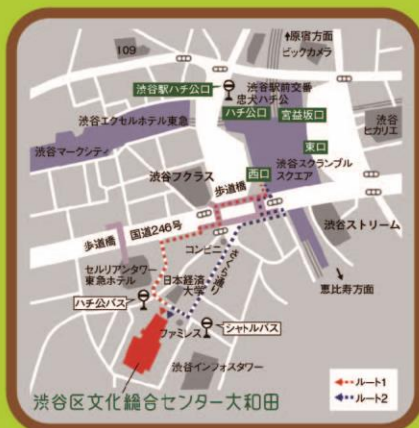 ↑原宿方面
109
ビックカメラ
渋谷駅ハチ公口
渋谷駅前交番
忠犬ハチ公
ハチ公口
宮益坂口
渋谷エクセルホテル東急
渋谷
ヒカリエ
東口
渋谷マークシティ
渋谷スクランブル
スクエア
西口
渋谷フクラス
歩道橋
国道246号
歩道橋
渋谷ストリーム
コンビニ
さくら通り
セルリアンタワー
東急ホテル
日本経済
大学
恵比寿方面
ハチ公バス
ファミレス
シャトルバス
渋谷インフォスタワー
ルート1
ルート2
渋谷区文化総合センター大和田